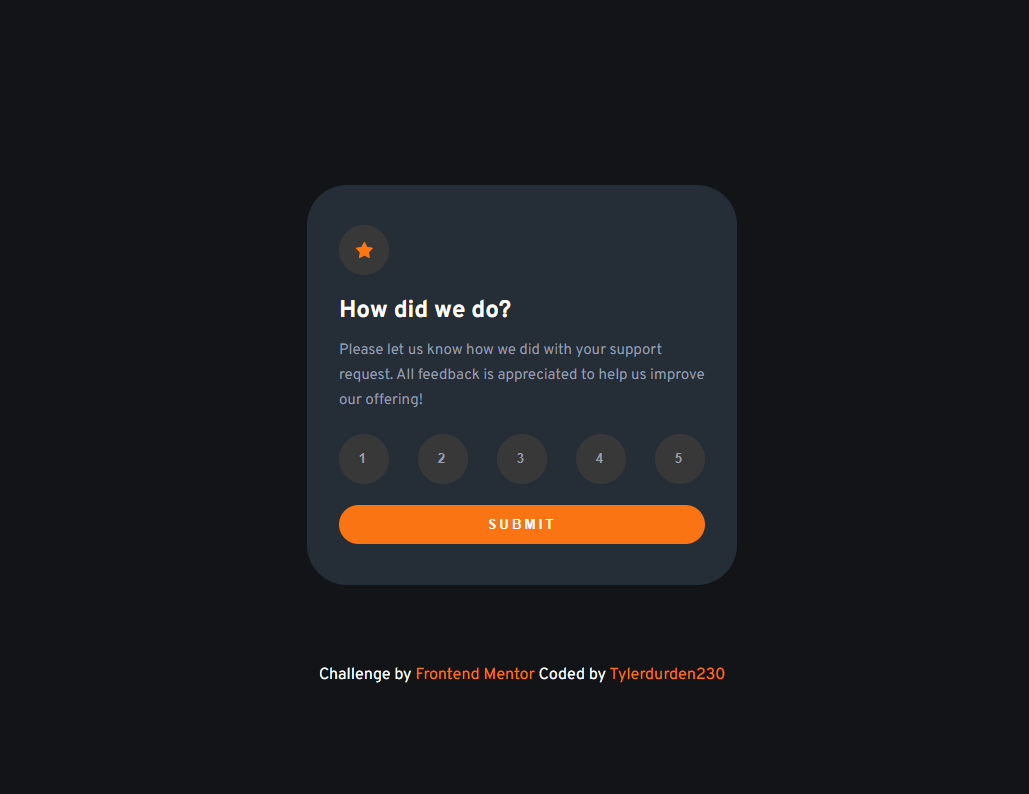 How did we do?
Please let us know how we did with your support
request. All feedback is appreciated to help us improve
our offering!
1 2 3 4 5
SUBMIT
Challenge by Frontend Mentor Coded by Tylerdurden230